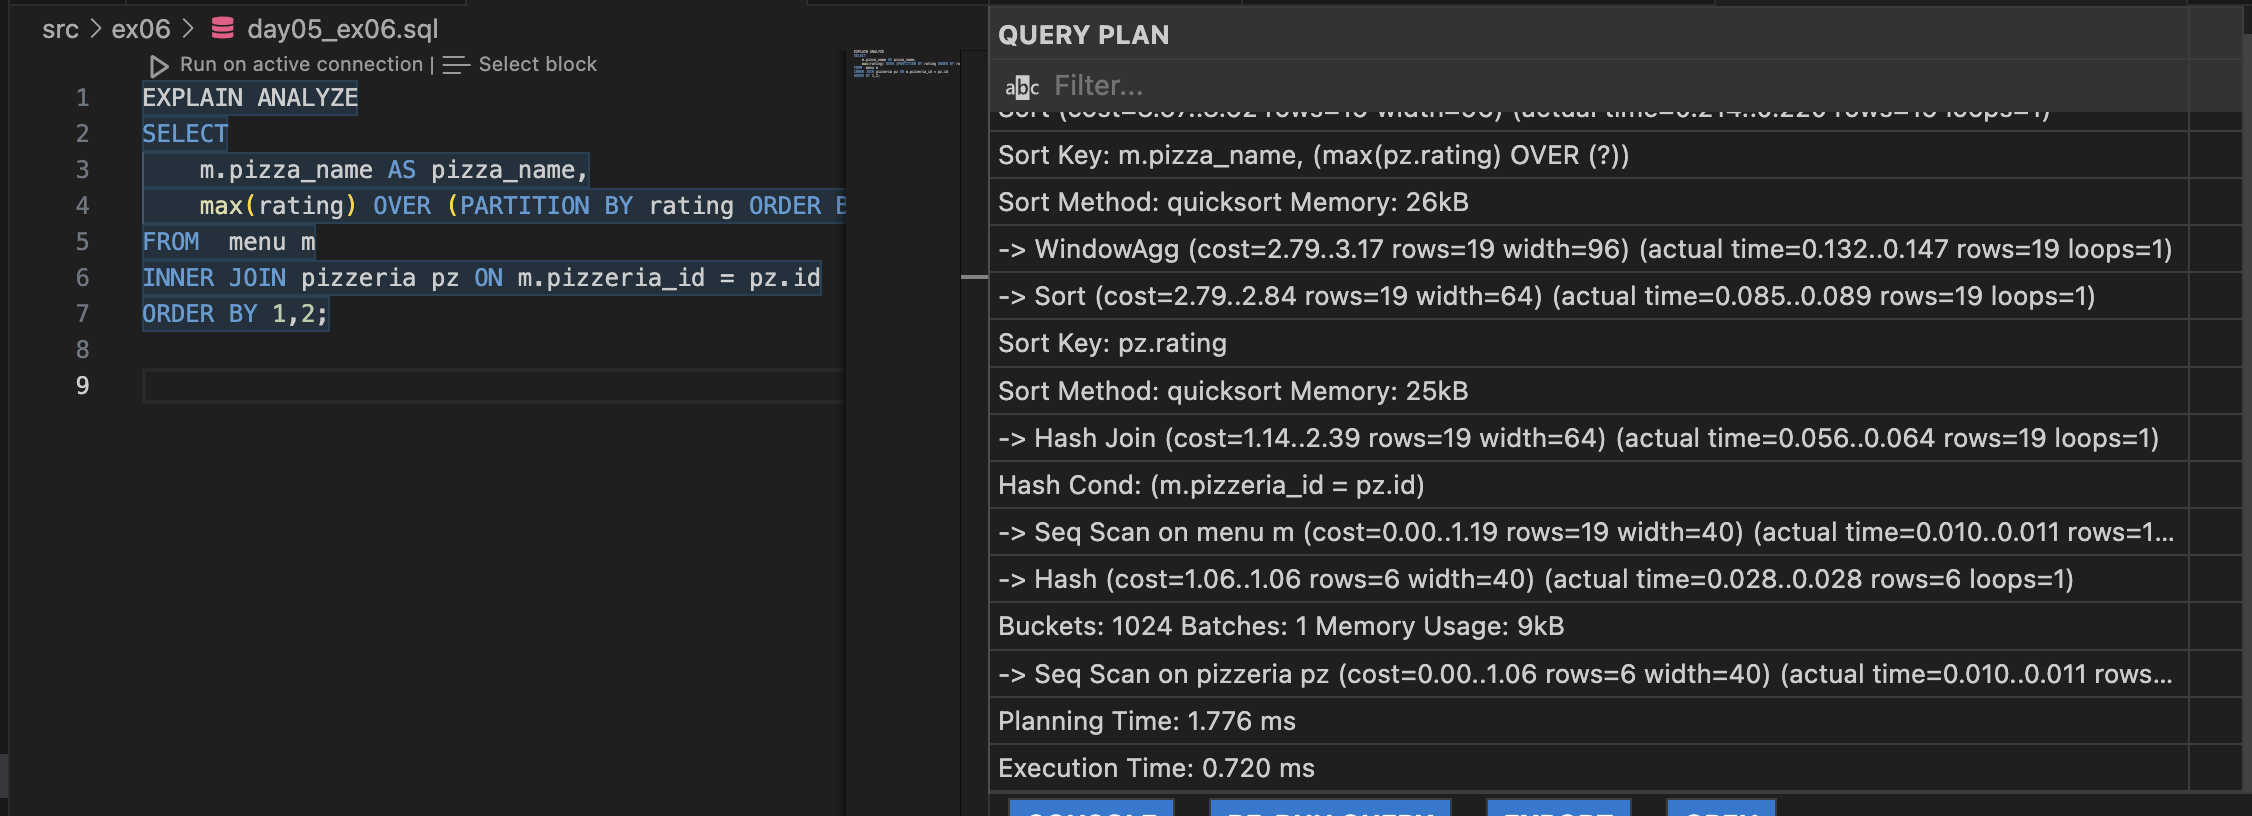 src > ex06 > day05_ex06.sql
Run on active connection | Select block
1 EXPLAIN ANALYZE
2 SELECT
3 m.pizza_name AS pizza_name,
4 max(rating) OVER (PARTITION BY rating ORDER B
5 FROM  menu m
6 INNER JOIN pizzeria pz ON m.pizzeria_id = pz.id
7 ORDER BY 1,2;
8
9
QUERY PLAN
abc Filter...
Sort Key: m.pizza_name, (max(pz.rating) OVER (?))
Sort Method: quicksort Memory: 26kB
-> WindowAgg (cost=2.79..3.17 rows=19 width=96) (actual time=0.132..0.147 rows=19 loops=1)
-> Sort (cost=2.79..2.84 rows=19 width=64) (actual time=0.085..0.089 rows=19 loops=1)
Sort Key: pz.rating
Sort Method: quicksort Memory: 25kB
-> Hash Join (cost=1.14..2.39 rows=19 width=64) (actual time=0.056..0.064 rows=19 loops=1)
Hash Cond: (m.pizzeria_id = pz.id)
-> Seq Scan on menu m (cost=0.00..1.19 rows=19 width=40) (actual time=0.010..0.011 rows=1...
-> Hash (cost=1.06..1.06 rows=6 width=40) (actual time=0.028..0.028 rows=6 loops=1)
Buckets: 1024 Batches: 1 Memory Usage: 9kB
-> Seq Scan on pizzeria pz (cost=0.00..1.06 rows=6 width=40) (actual time=0.010..0.011 rows...
Planning Time: 1.776 ms
Execution Time: 0.720 ms
CONSOLE RE-RUN QUERY EXPORT OPEN